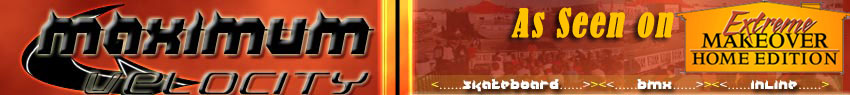 maximum
velocity
As Seen on
Extreme
MAKEOVER
HOME EDITION
<......skateboard......>><<......bmx......>><<......inline......>